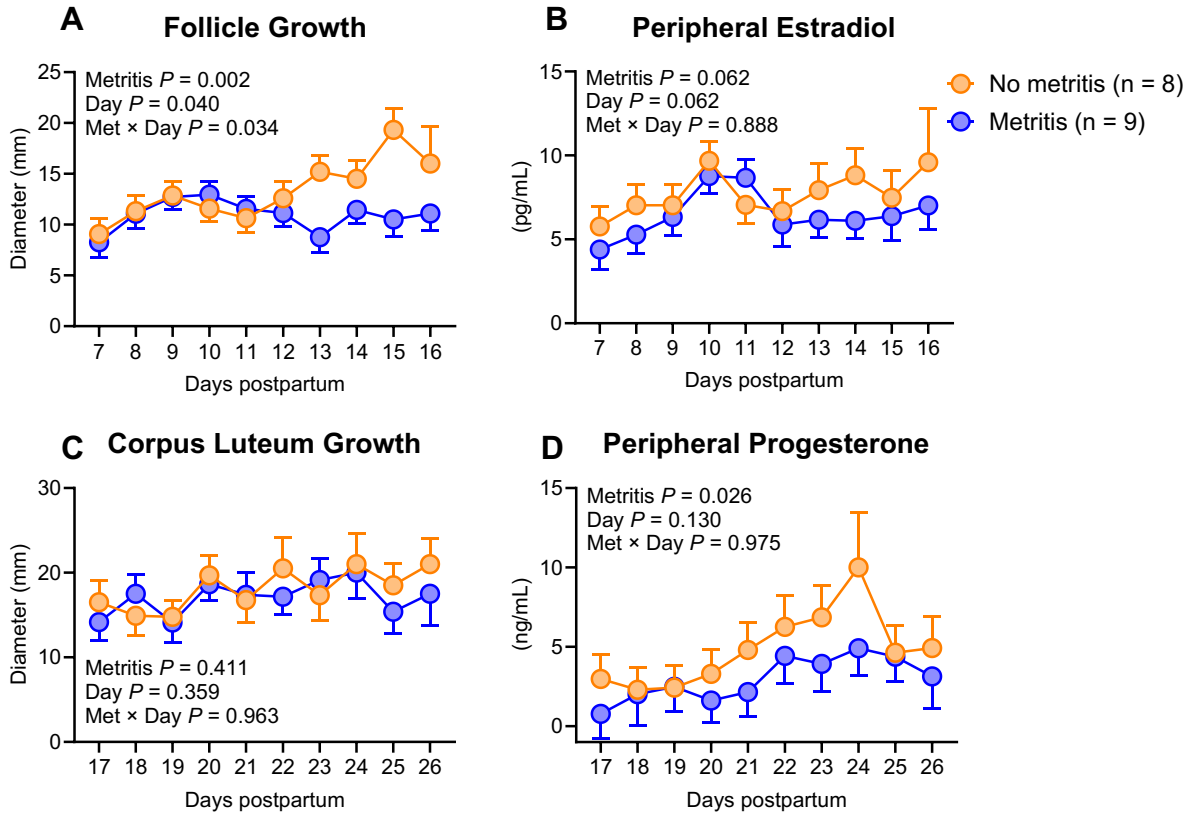 A
Follicle Growth
Metritis P = 0.002
Day P = 0.040
Met × Day P = 0.034
Diameter (mm)
25
20
15
10
5
0
7 8 9 10 11 12 13 14 15 16
Days postpartum
B
Peripheral Estradiol
Metritis P = 0.062
Day P = 0.062
Met × Day P = 0.888
(pg/mL)
15
10
5
0
7 8 9 10 11 12 13 14 15 16
Days postpartum
No metritis (n = 8)
Metritis (n = 9)
C
Corpus Luteum Growth
Diameter (mm)
30
20
10
0
Metritis P = 0.411
Day P = 0.359
Met × Day P = 0.963
17 18 19 20 21 22 23 24 25 26
Days postpartum
D
Peripheral Progesterone
Metritis P = 0.026
Day P = 0.130
Met × Day P = 0.975
(ng/mL)
15
10
5
0
17 18 19 20 21 22 23 24 25 26
Days postpartum